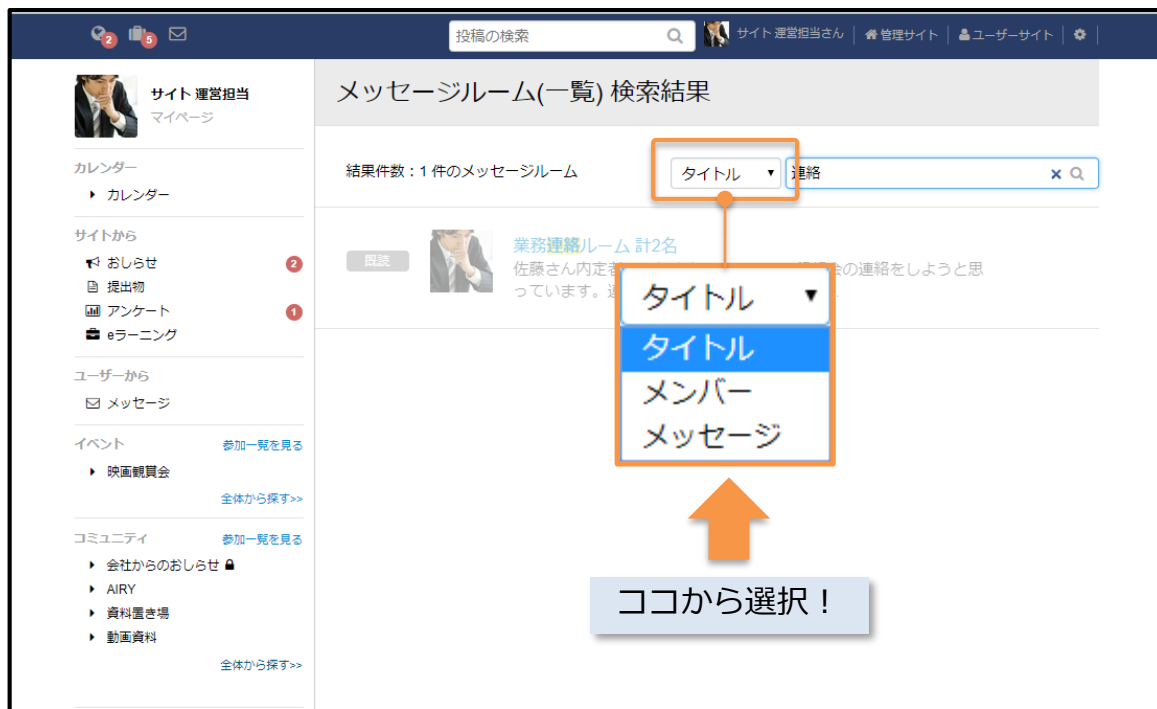 2
5
投稿の検索
サイト 運営担当さん
管理サイト
ユーザーサイト
サイト 運営担当
マイページ
カレンダー
カレンダー
サイトから
おしらせ 2
提出物
アンケート 1
eラーニング
ユーザーから
メッセージ
イベント 参加一覧を見る
映画観賞会
全体から探す>>
コミュニティ 参加一覧を見る
会社からのおしらせ
AIRY
資料置き場
動画資料
全体から探す>>
メッセージルーム(一覧) 検索結果
結果件数：1 件のメッセージルーム
タイトル
連絡
既読
業務連絡ルーム 計2名
佐藤さん内定者 の連絡をしようと思
っています。
タイトル
タイトル
メンバー
メッセージ
ココから選択！